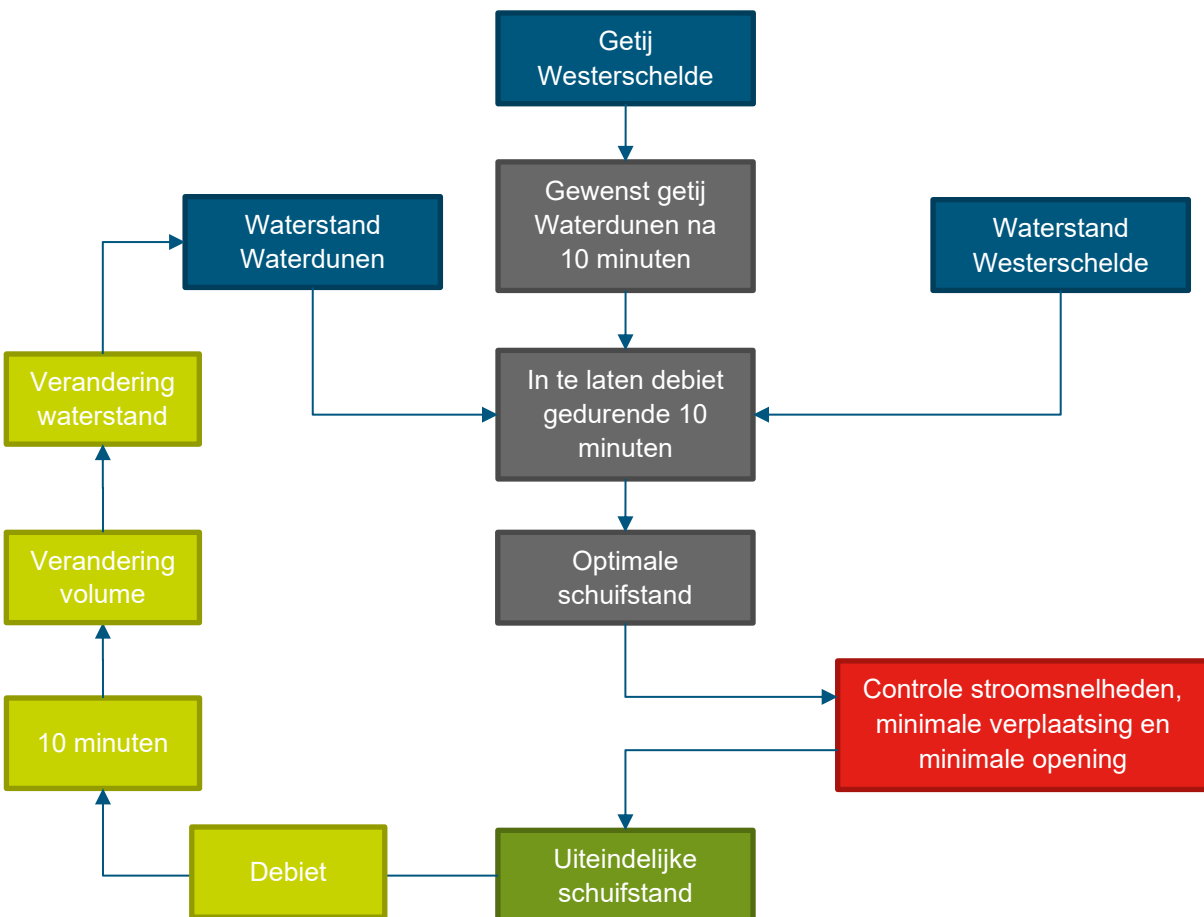 Getij
Westerschelde
Gewenst getij
Waterdunen na
10 minuten
Waterstand
Waterdunen
Waterstand
Westerschelde
Verandering
waterstand
In te laten debiet
gedurende 10
minuten
Verandering
volume
Optimale
schuifstand
10 minuten
Controle stroomsnelheden,
minimale verplaatsing en
minimale opening
Debiet
Uiteindelijke
schuifstand